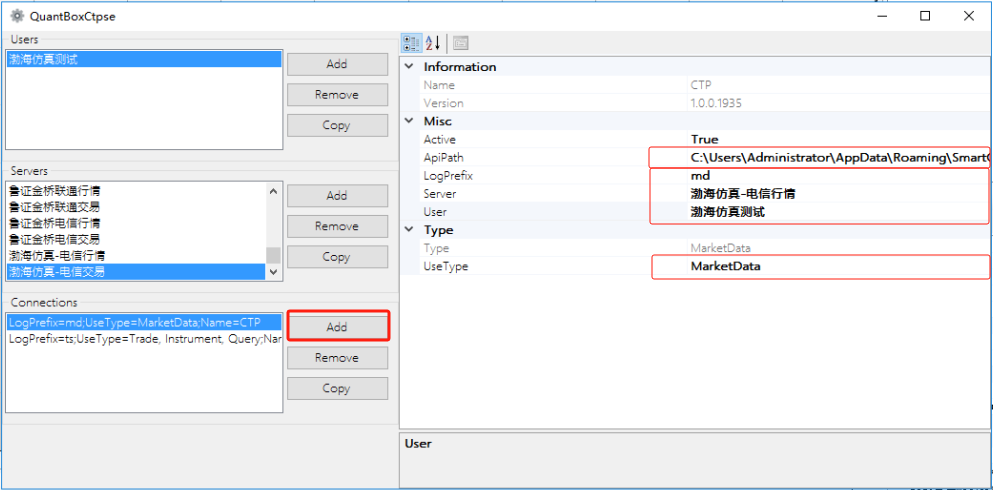 QuantBoxCtpse
Users
渤海仿真测试
Add
Remove
Copy
Servers
鲁证金桥联通行情
鲁证金桥联通交易
鲁证金桥电信行情
鲁证金桥电信交易
渤海仿真-电信行情
渤海仿真-电信交易
Add
Remove
Copy
Connections
LogPrefix=md;UseType=MarketData;Name=CTP
LogPrefix=ts;UseType=Trade, Instrument, Query;Nar
Add
Remove
Copy
Information
Name CTP
Version 1.0.0.1935
Misc
Active True
ApiPath C:\Users\Administrator\AppData\Roaming\Smart
LogPrefix md
Server 渤海仿真-电信行情
User 渤海仿真测试
Type
Type MarketData
UseType MarketData
User